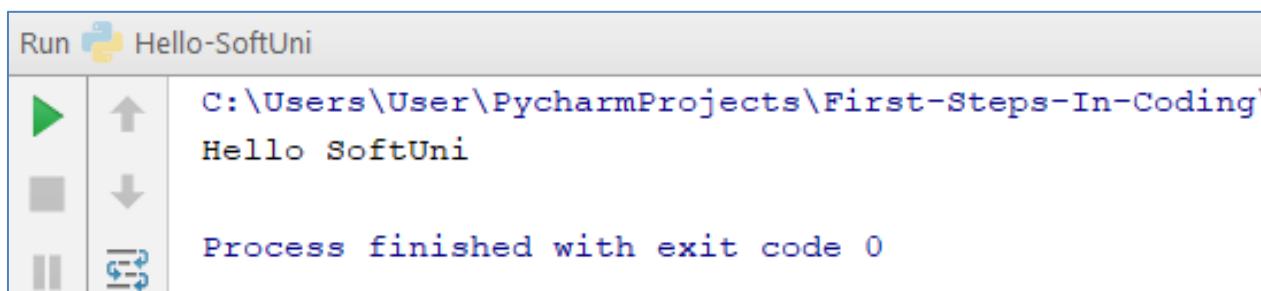 Run Hello-SoftUni
C:\Users\User\PycharmProjects\First-Steps-In-Coding\
Hello SoftUni
Process finished with exit code 0